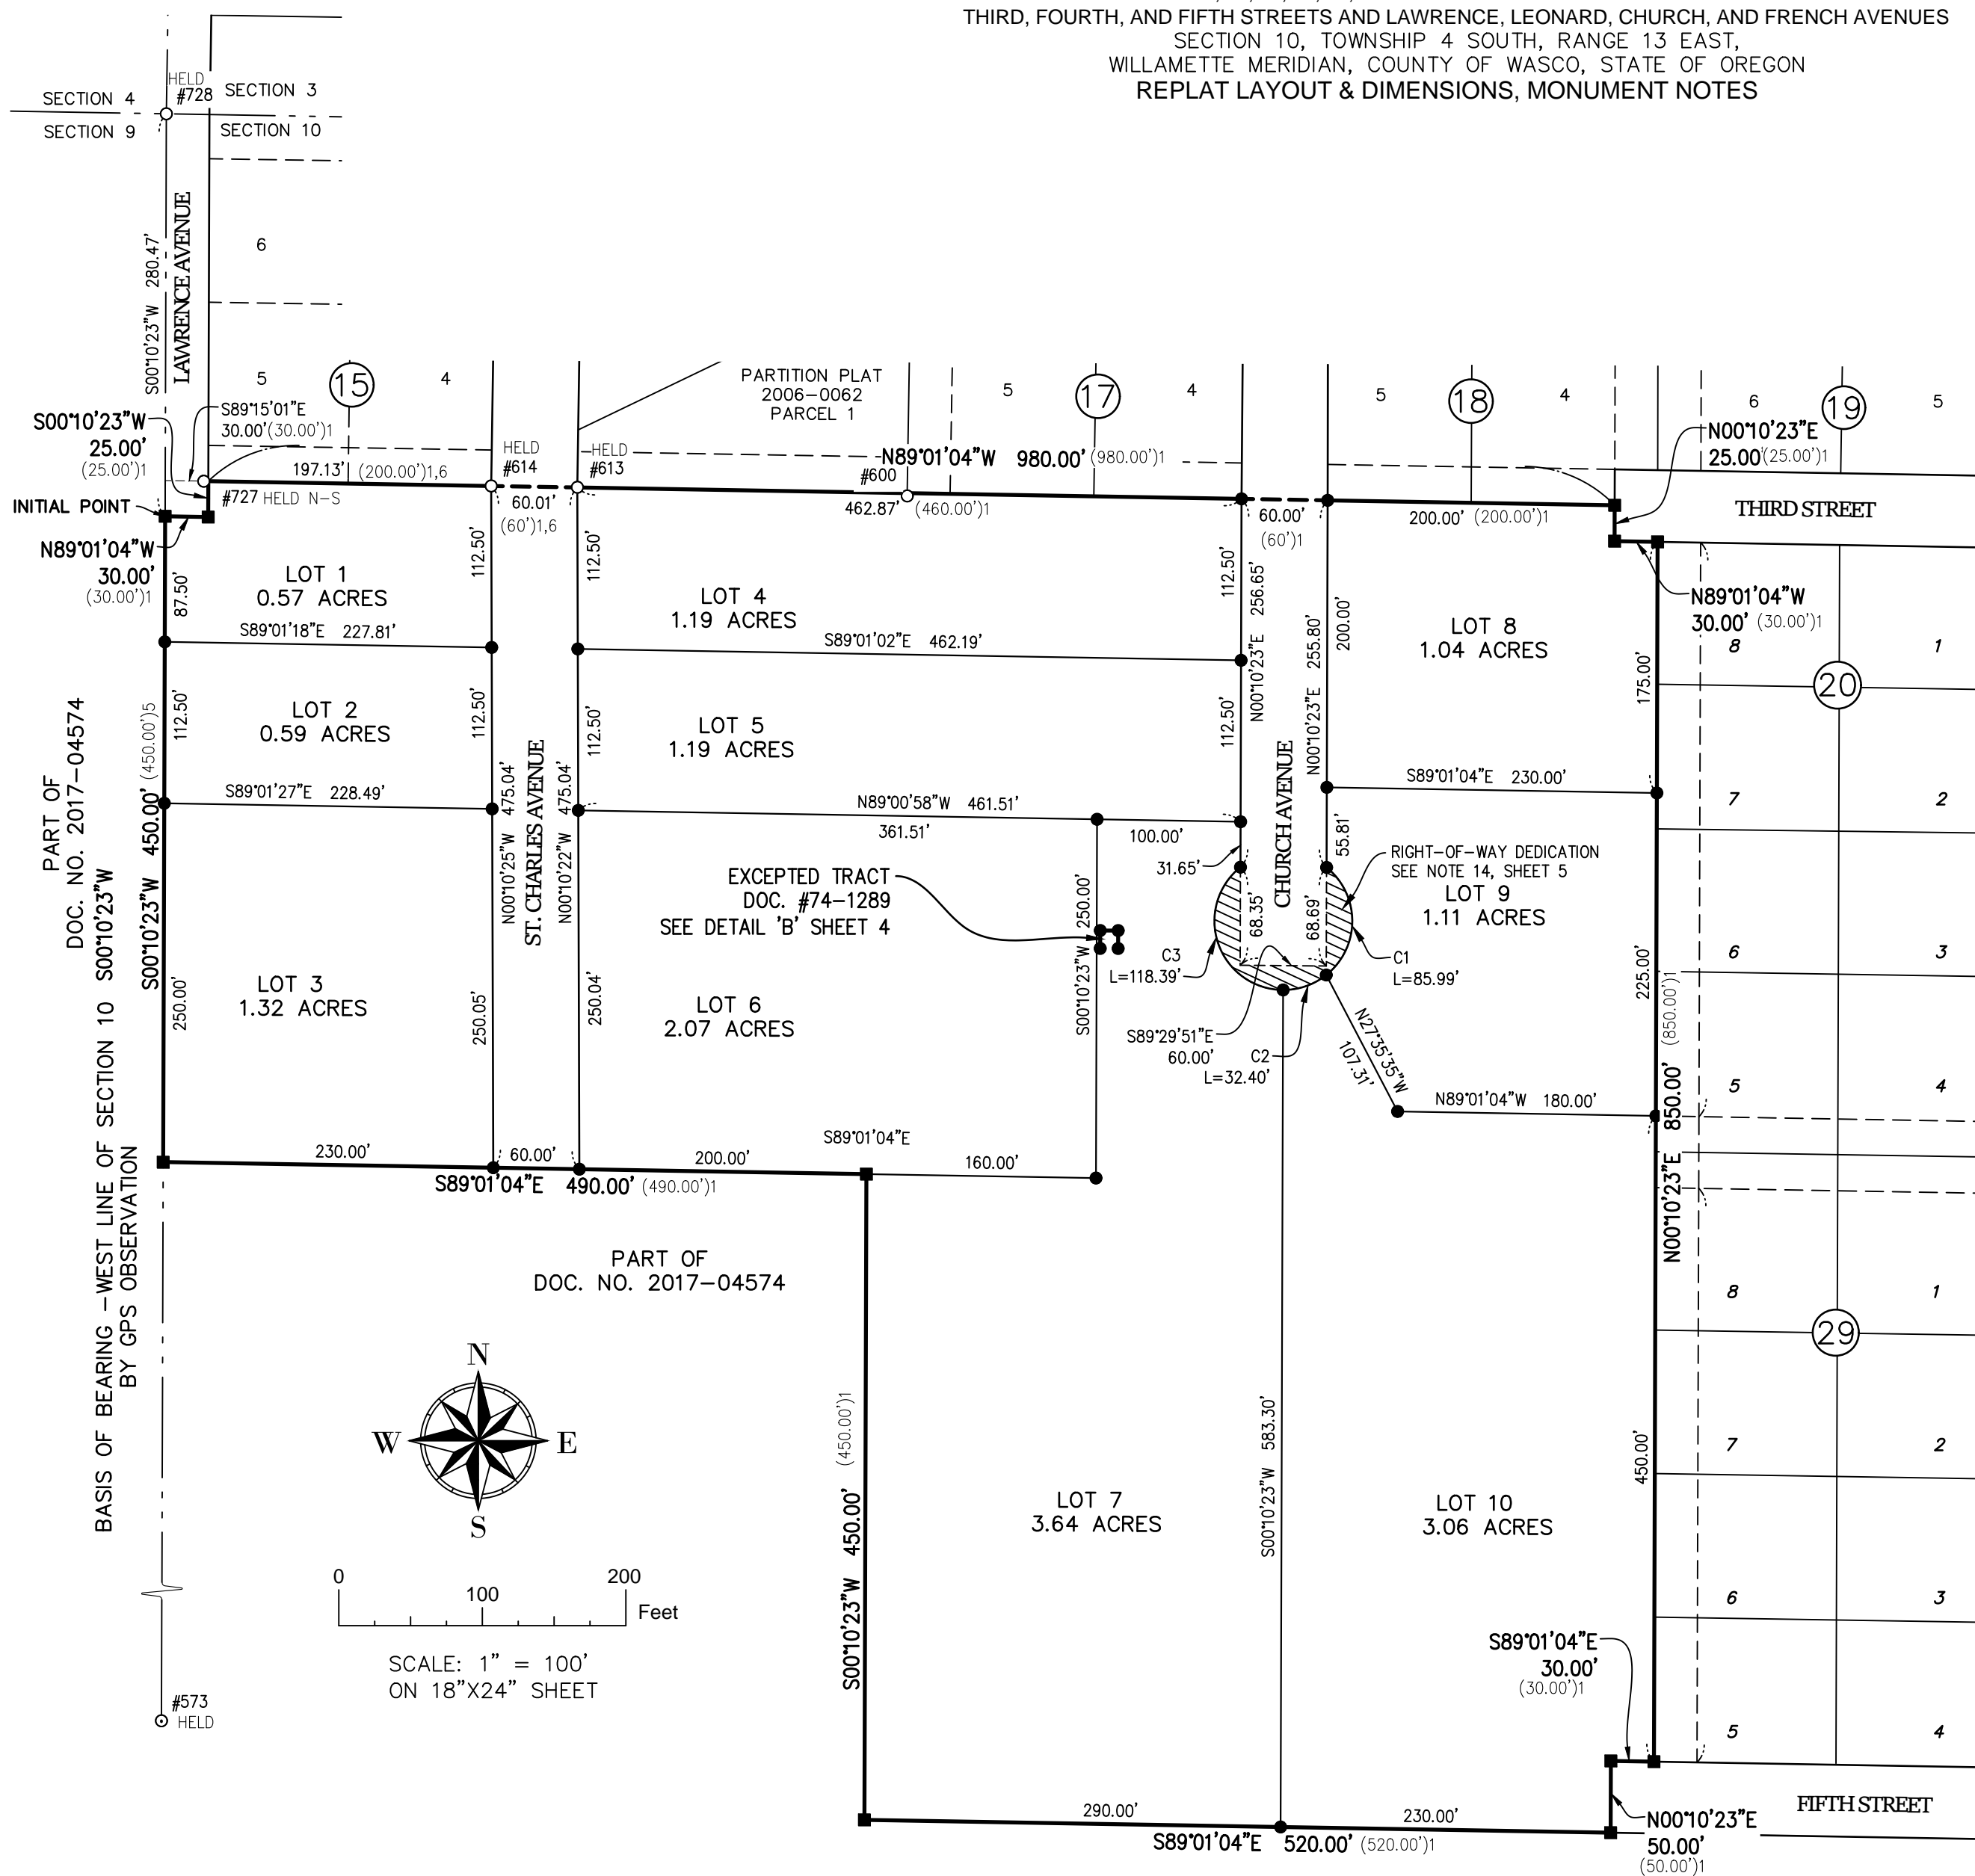 THIRD, FOURTH, AND FIFTH STREETS AND LAWRENCE, LEONARD, CHURCH, AND FRENCH AVENUES
SECTION 10, TOWNSHIP 4 SOUTH, RANGE 13 EAST,
WILLAMETTE MERIDIAN, COUNTY OF WASCO, STATE OF OREGON
REPLAT LAYOUT & DIMENSIONS, MONUMENT NOTES
HELD
#728
SECTION 4
SECTION 3
SECTION 9
SECTION 10
S00°10'23"W 280.47'
LAWRENCE AVENUE
6
5
15
4
PARTITION PLAT
2006-0062
PARCEL 1
5
17
4
5
18
4
6
19
5
S00°10'23"W
25.00'
(25.00')1
S89°15'01"E
30.00'(30.00')1
197.13' (200.00')1,6
#727 HELD N-S
HELD
#614
HELD
#613
60.01'
(60')1,6
N89°01'04"W 980.00' (980.00')1
#600
462.87' (460.00')1
60.00'
(60')1
200.00' (200.00')1
N00°10'23"E
25.00'(25.00')1
THIRD STREET
INITIAL POINT
N89°01'04"W
30.00'
(30.00')1
N89°01'04"W
30.00' (30.00')1
87.50'
LOT 1
0.57 ACRES
112.50'
112.50'
LOT 4
1.19 ACRES
112.50'
N00°10'23"E 256.65'
N00°10'23"E 255.80'
200.00'
LOT 8
1.04 ACRES
175.00'
S89°01'18"E 227.81'
S89°01'02"E 462.19'
8
1
20
PART OF
DOC. NO. 2017-04574
(450.00')5
112.50'
LOT 2
0.59 ACRES
112.50'
112.50'
LOT 5
1.19 ACRES
112.50'
S89°01'27"E 228.49'
N89°00'58"W 461.51'
361.51'
100.00'
S89°01'04"E 230.00'
7
2
S00°10'23"W 450.00'
N00°10'25"W 475.04'
ST. CHARLES AVENUE
N00°10'22"W 475.04'
CHURCH AVENUE
31.65'
55.81'
RIGHT-OF-WAY DEDICATION
SEE NOTE 14, SHEET 5
LOT 9
1.11 ACRES
EXCEPTED TRACT
DOC. #74-1289
SEE DETAIL 'B' SHEET 4
S00°10'23"W 250.00'
68.35'
68.69'
C3
L=118.39'
C1
L=85.99'
6
3
250.00'
LOT 3
1.32 ACRES
250.05'
250.04'
LOT 6
2.07 ACRES
S89°29'51"E
60.00'
C2
L=32.40'
N27°35'35"W
107.31'
N89°01'04"W 180.00'
225.00'
(850.00')1
5
4
N00°10'23"E 850.00'
230.00'
60.00'
200.00'
S89°01'04"E
160.00'
S89°01'04"E 490.00' (490.00')1
BASIS OF BEARING -WEST LINE OF SECTION 10 S00°10'23"W
BY GPS OBSERVATION
PART OF
DOC. NO. 2017-04574
8
1
29
N
W
E
S
S00°10'23"W 450.00' (450.00')1
S00°10'23"W 583.30'
450.00'
7
2
LOT 7
3.64 ACRES
LOT 10
3.06 ACRES
0
100
200
Feet
SCALE: 1" = 100'
ON 18"X24" SHEET
6
3
#573
HELD
S89°01'04"E
30.00'
(30.00')1
5
4
290.00'
230.00'
S89°01'04"E 520.00' (520.00')1
N00°10'23"E
50.00'
(50.00')1
FIFTH STREET